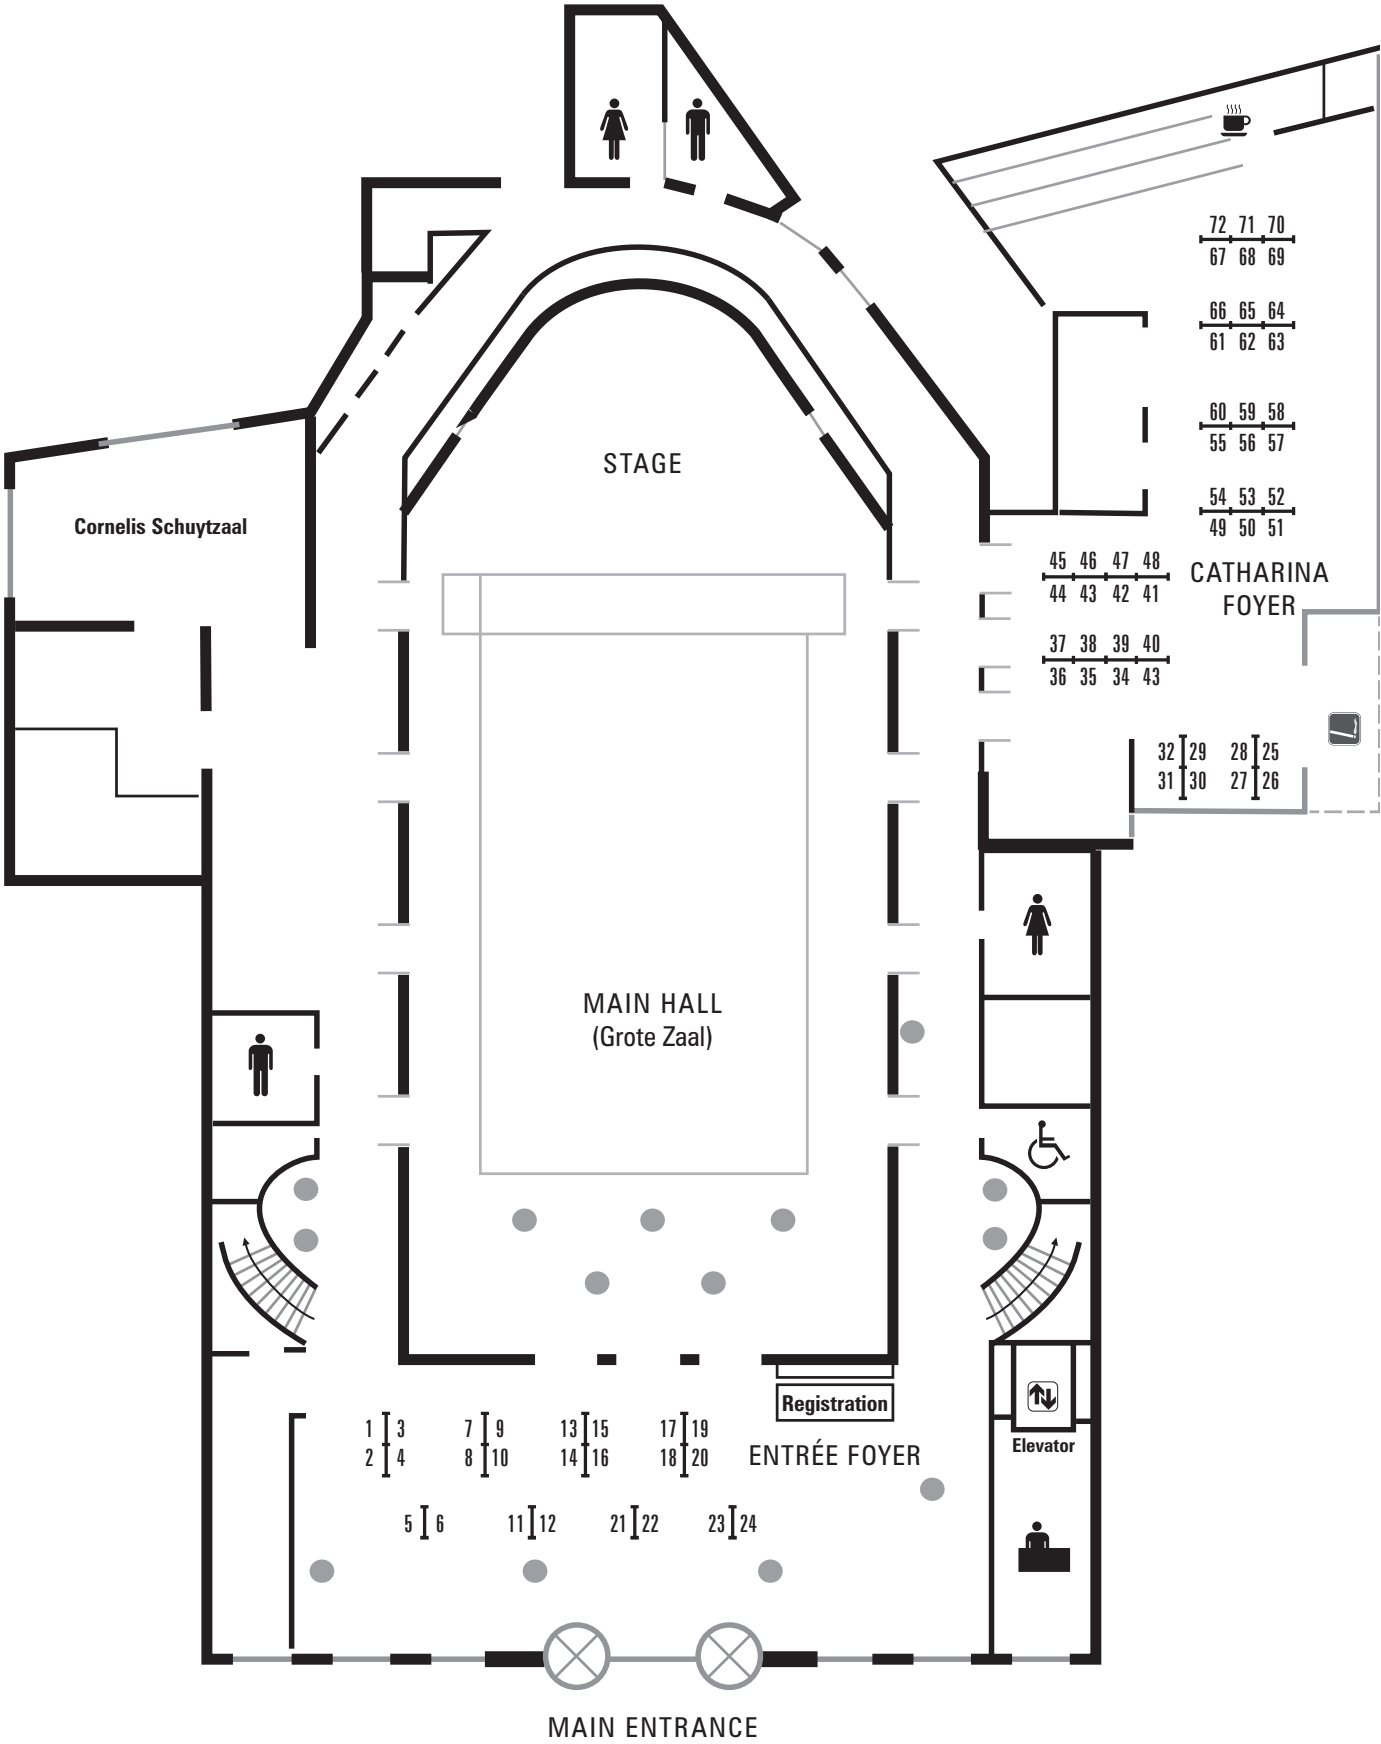 72 71 70
67 68 69
66 65 64
61 62 63
60 59 58
55 56 57
STAGE
54 53 52
49 50 51
Cornelis Schuytzaal
45 46 47 48
44 43 42 41
CATHARINA
FOYER
37 38 39 40
36 35 34 43
32 29 28 25
31 30 27 26
MAIN HALL
(Grote Zaal)
Registration
1 3 7 9 13 15 17 19
2 4 8 10 14 16 18 20
ENTRÉE FOYER
Elevator
5 6 11 12 21 22 23 24
MAIN ENTRANCE